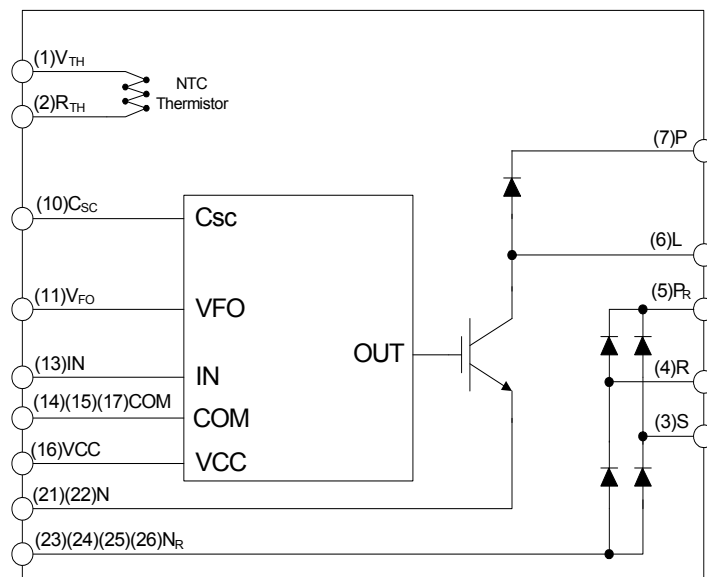 (1)VTH
NTC
Thermistor
(2)RTH
(7)P
(10)CSC
Csc
(6)L
(11)VFO
VFO
(5)PR
OUT
(13)IN
IN
(4)R
(14)(15)(17)COM
COM
(3)S
(16)VCC
VCC
(21)(22)N
(23)(24)(25)(26)NR